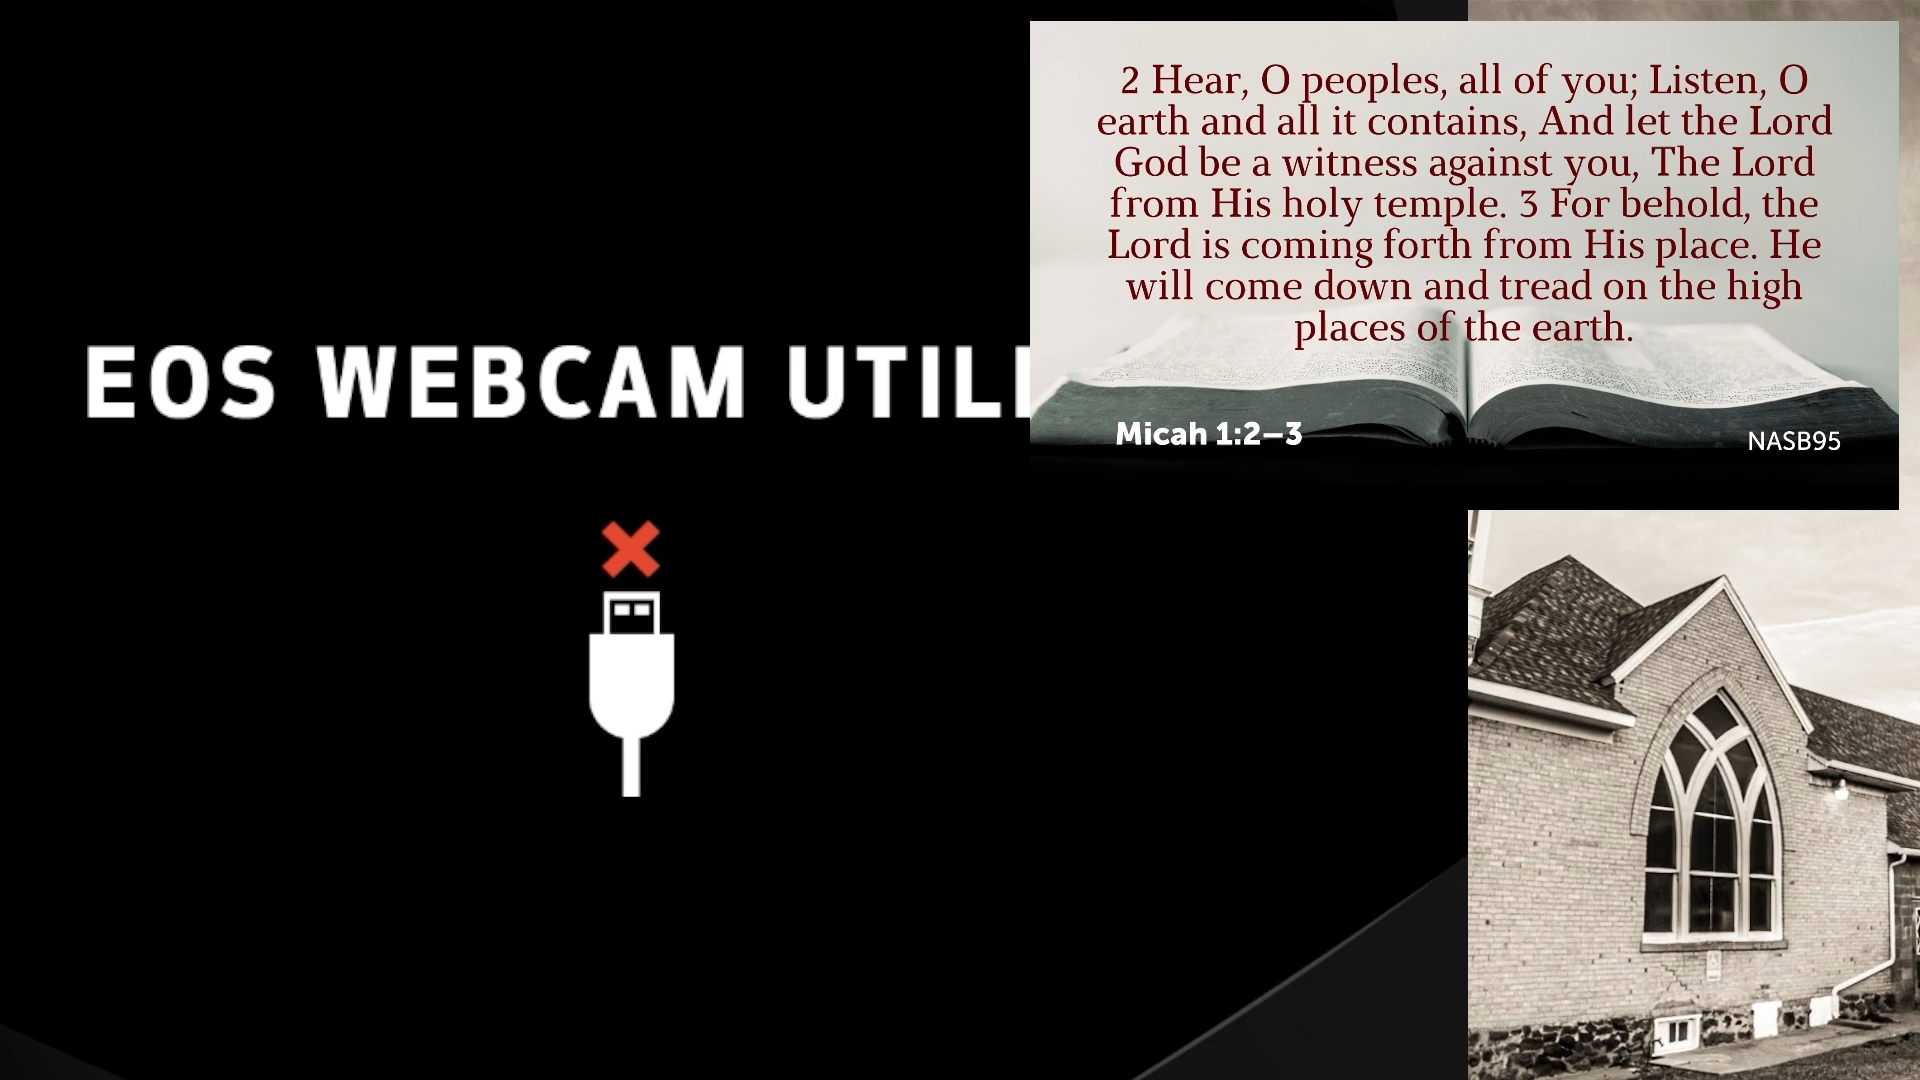 EOS WEBCAM UTILI
2 Hear, O peoples, all of you; Listen, O
earth and all it contains, And let the Lord
God be a witness against you, The Lord
from His holy temple. 3 For behold, the
Lord is coming forth from His place. He
will come down and tread on the high
places of the earth.
Micah 1:2–3
NASB95